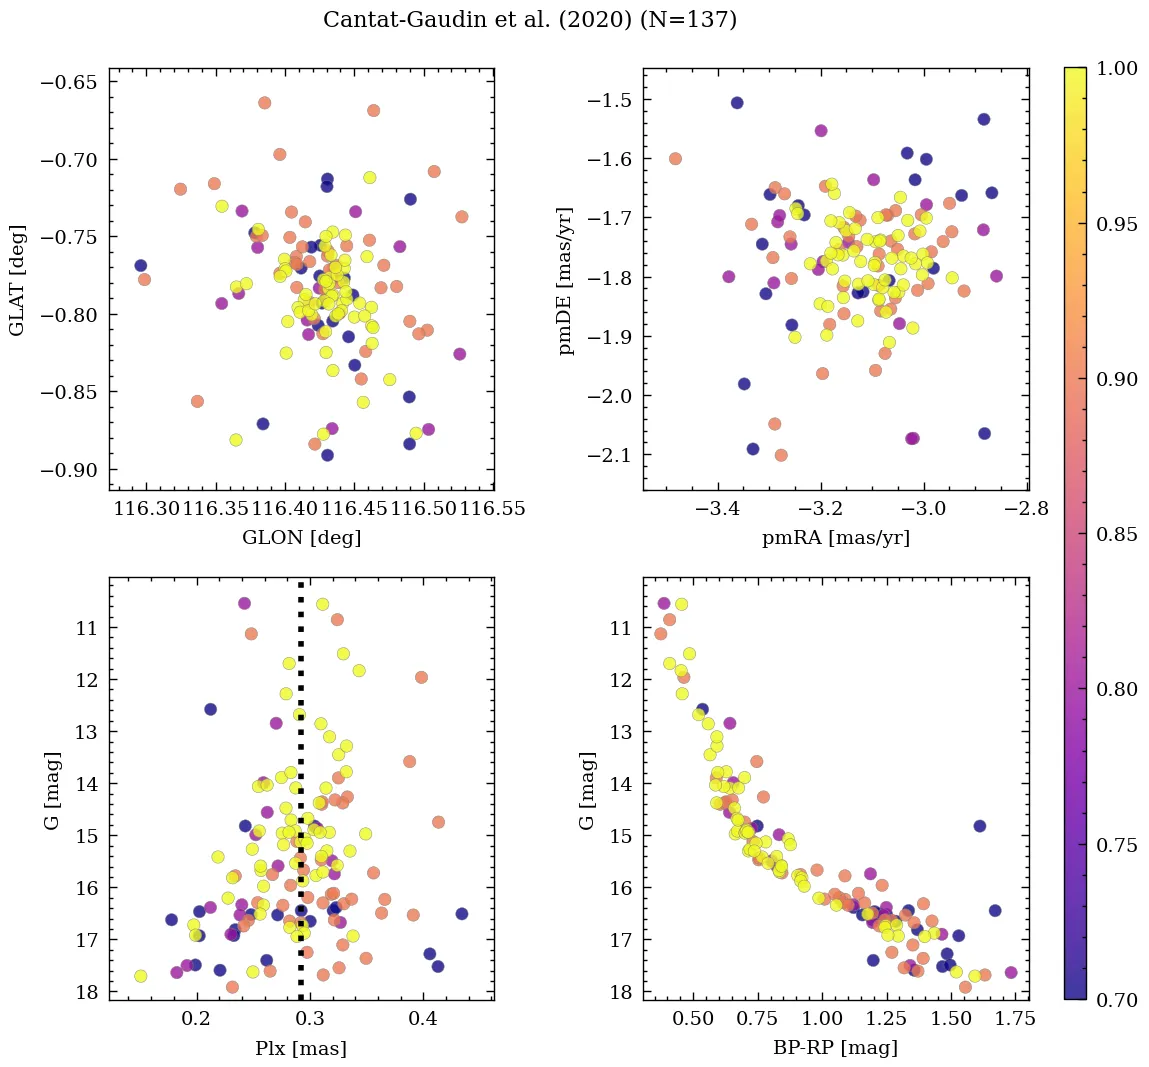 Cantat-Gaudin et al. (2020) (N=137)
−0.65
−0.70
−0.75
−0.80
−0.85
−0.90
GLAT [deg]
116.30 116.35 116.40 116.45 116.50 116.55
GLON [deg]
−1.5
−1.6
−1.7
−1.8
−1.9
−2.0
−2.1
pmDE [mas/yr]
−3.4 −3.2 −3.0 −2.8
pmRA [mas/yr]
11
12
13
14
15
16
17
18
G [mag]
0.2 0.3 0.4
Plx [mas]
11
12
13
14
15
16
17
18
G [mag]
0.50 0.75 1.00 1.25 1.50 1.75
BP-RP [mag]
1.00
0.95
0.90
0.85
0.80
0.75
0.70